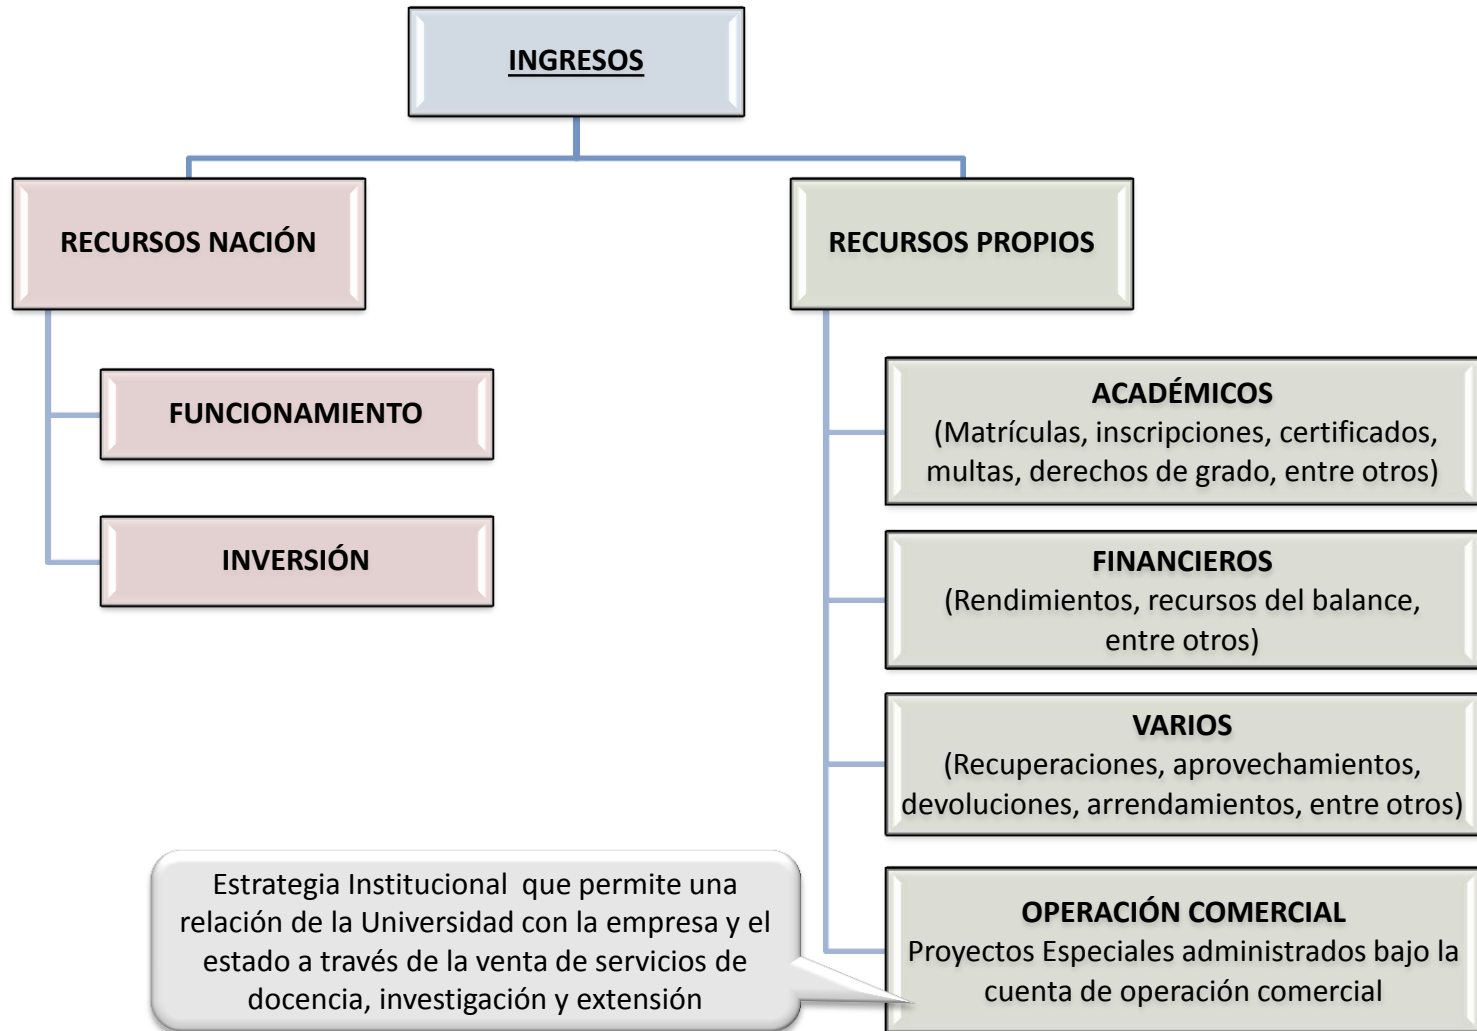 INGRESOS
RECURSOS NACIÓN
RECURSOS PROPIOS
FUNCIONAMIENTO
INVERSIÓN
ACADÉMICOS
(Matrículas, inscripciones, certificados,
multas, derechos de grado, entre otros)
FINANCIEROS
(Rendimientos, recursos del balance,
entre otros)
VARIOS
(Recuperaciones, aprovechamientos,
devoluciones, arrendamientos, entre otros)
OPERACIÓN COMERCIAL
Proyectos Especiales administrados bajo la
cuenta de operación comercial
Estrategia Institucional que permite una
relación de la Universidad con la empresa y el
estado a través de la venta de servicios de
docencia, investigación y extensión